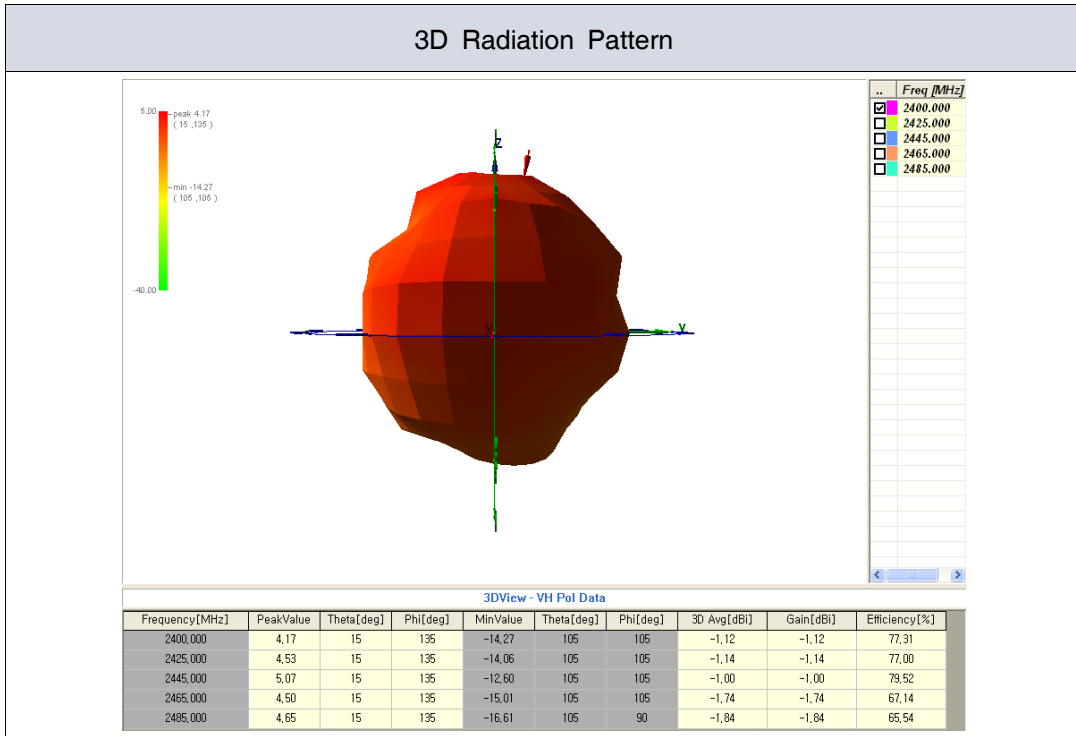 3D Radiation Pattern
.. Freq [MHz]
2400.000
2425.000
2445.000
2465.000
2485.000
5.00
peak 4.17
( 15 ,135)
min -14.27
( 105 ,105)
-40.00
Z
X
Y
3DView - VH Pol Data
Frequency[MHz] PeakValue Theta[deg] Phi[deg] MinValue Theta[deg] Phi[deg] 3D Avg[dBi] Gain[dBi] Efficiency[%]
2400,000 4,17 15 135 -14,27 105 105 -1,12 -1,12 77,31
2425,000 4,53 15 135 -14,06 105 105 -1,14 -1,14 77,00
2445,000 5,07 15 135 -12,60 105 105 -1,00 -1,00 79,52
2465,000 4,50 15 135 -15,01 105 105 -1,74 -1,74 67,14
2485,000 4,65 15 135 -16,61 105 90 -1,84 -1,84 65,54